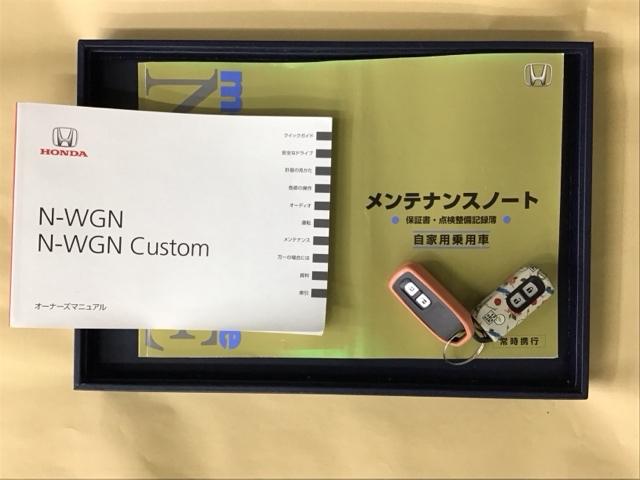 HONDA
N-WGN
N-WGN Custom
オーナーズマニュアル
クイックガイド
安全なドライブ
計器の見かた
各部の操作
オーディオ
運転
メンテナンス
万一の場合には
資料
索引
メンテナンスノート
保証書・点検整備記録簿
自家用乗用車
常時携行